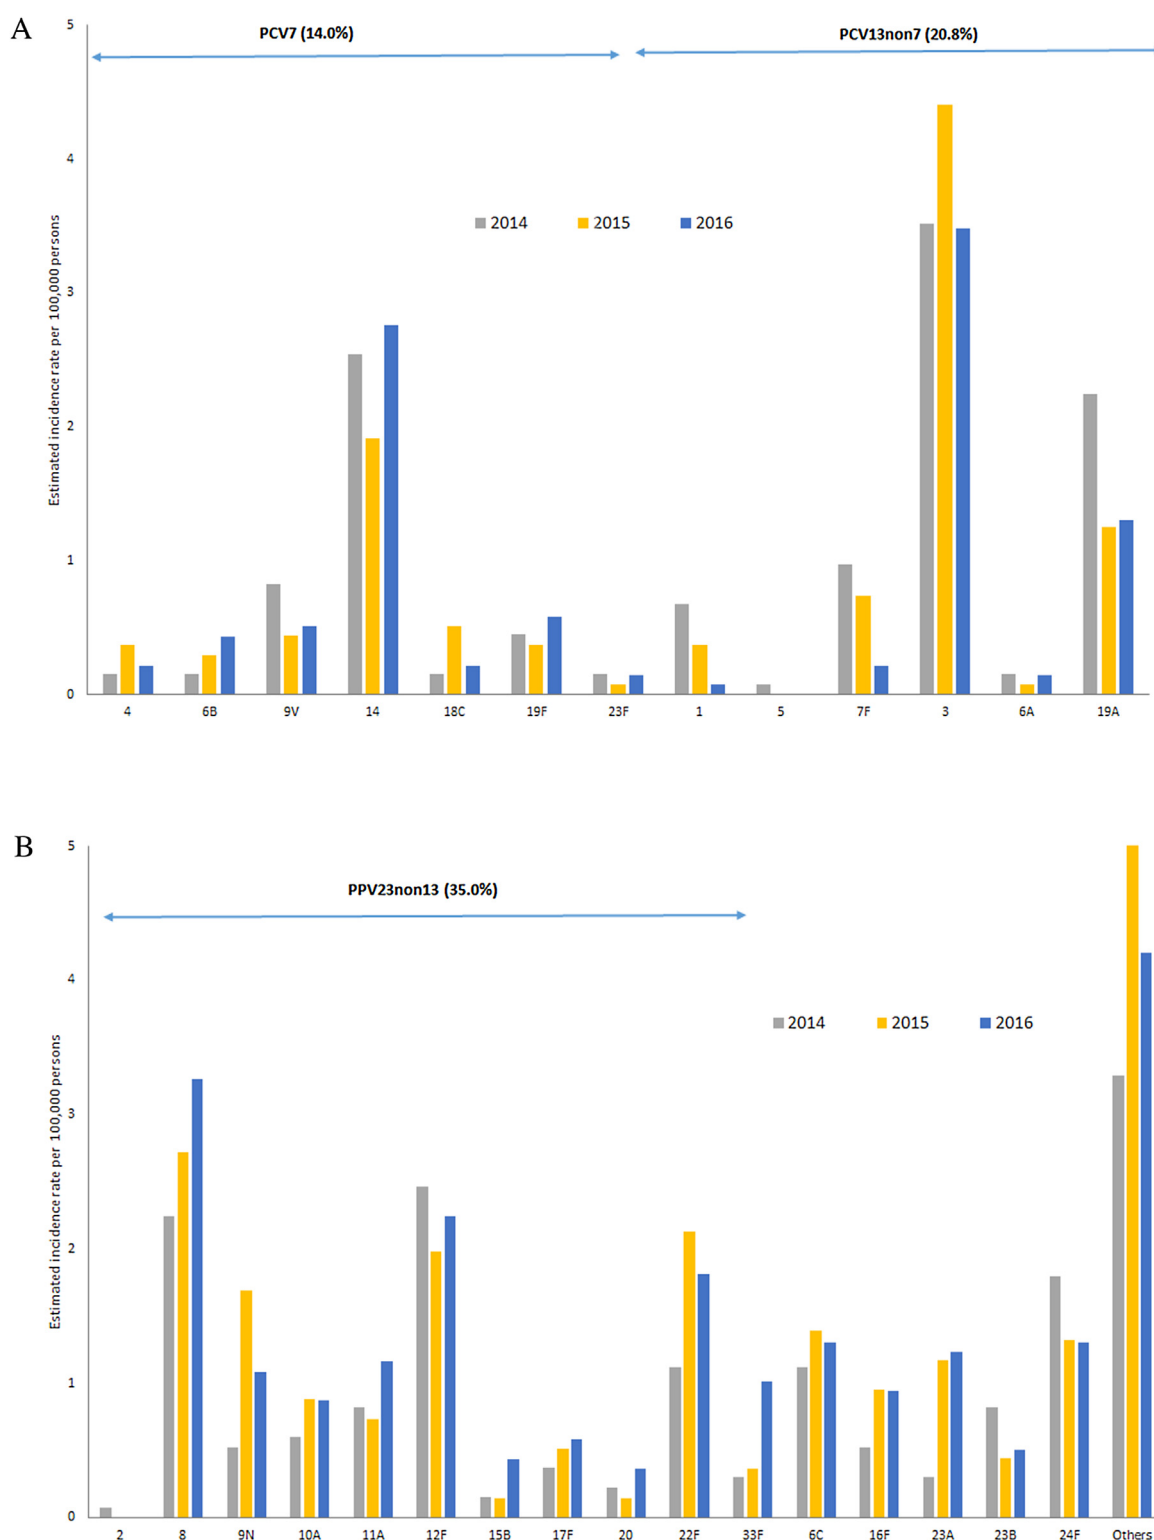 A
PCV7 (14.0%)
PCV13non7 (20.8%)
Estimated incidence rate per 100,000 persons
5
4
3
2
1
0
2014 2015 2016
4 6B 9V 14 18C 19F 23F 1 5 7F 3 6A 19A
B
PPV23non13 (35.0%)
Estimated incidence rate per 100,000 persons
5
4
3
2
1
0
2014 2015 2016
2 8 9N 10A 11A 12F 15B 17F 20 22F 33F 6C 16F 23A 23B 24F Others